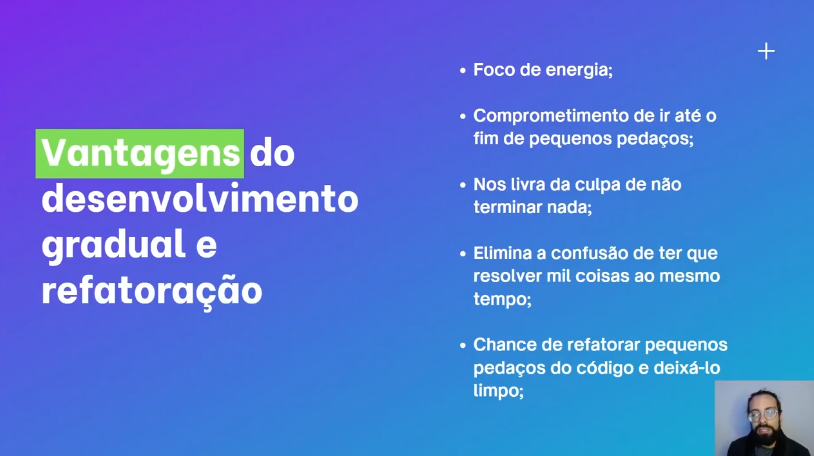 Vantagens do
desenvolvimento
gradual e
refatoração
• Foco de energia;
• Comprometimento de ir até o
fim de pequenos pedaços;
• Nos livra da culpa de não
terminar nada;
• Elimina a confusão de ter que
resolver mil coisas ao mesmo
tempo;
• Chance de refatorar pequenos
pedaços do código e deixá-lo
limpo;